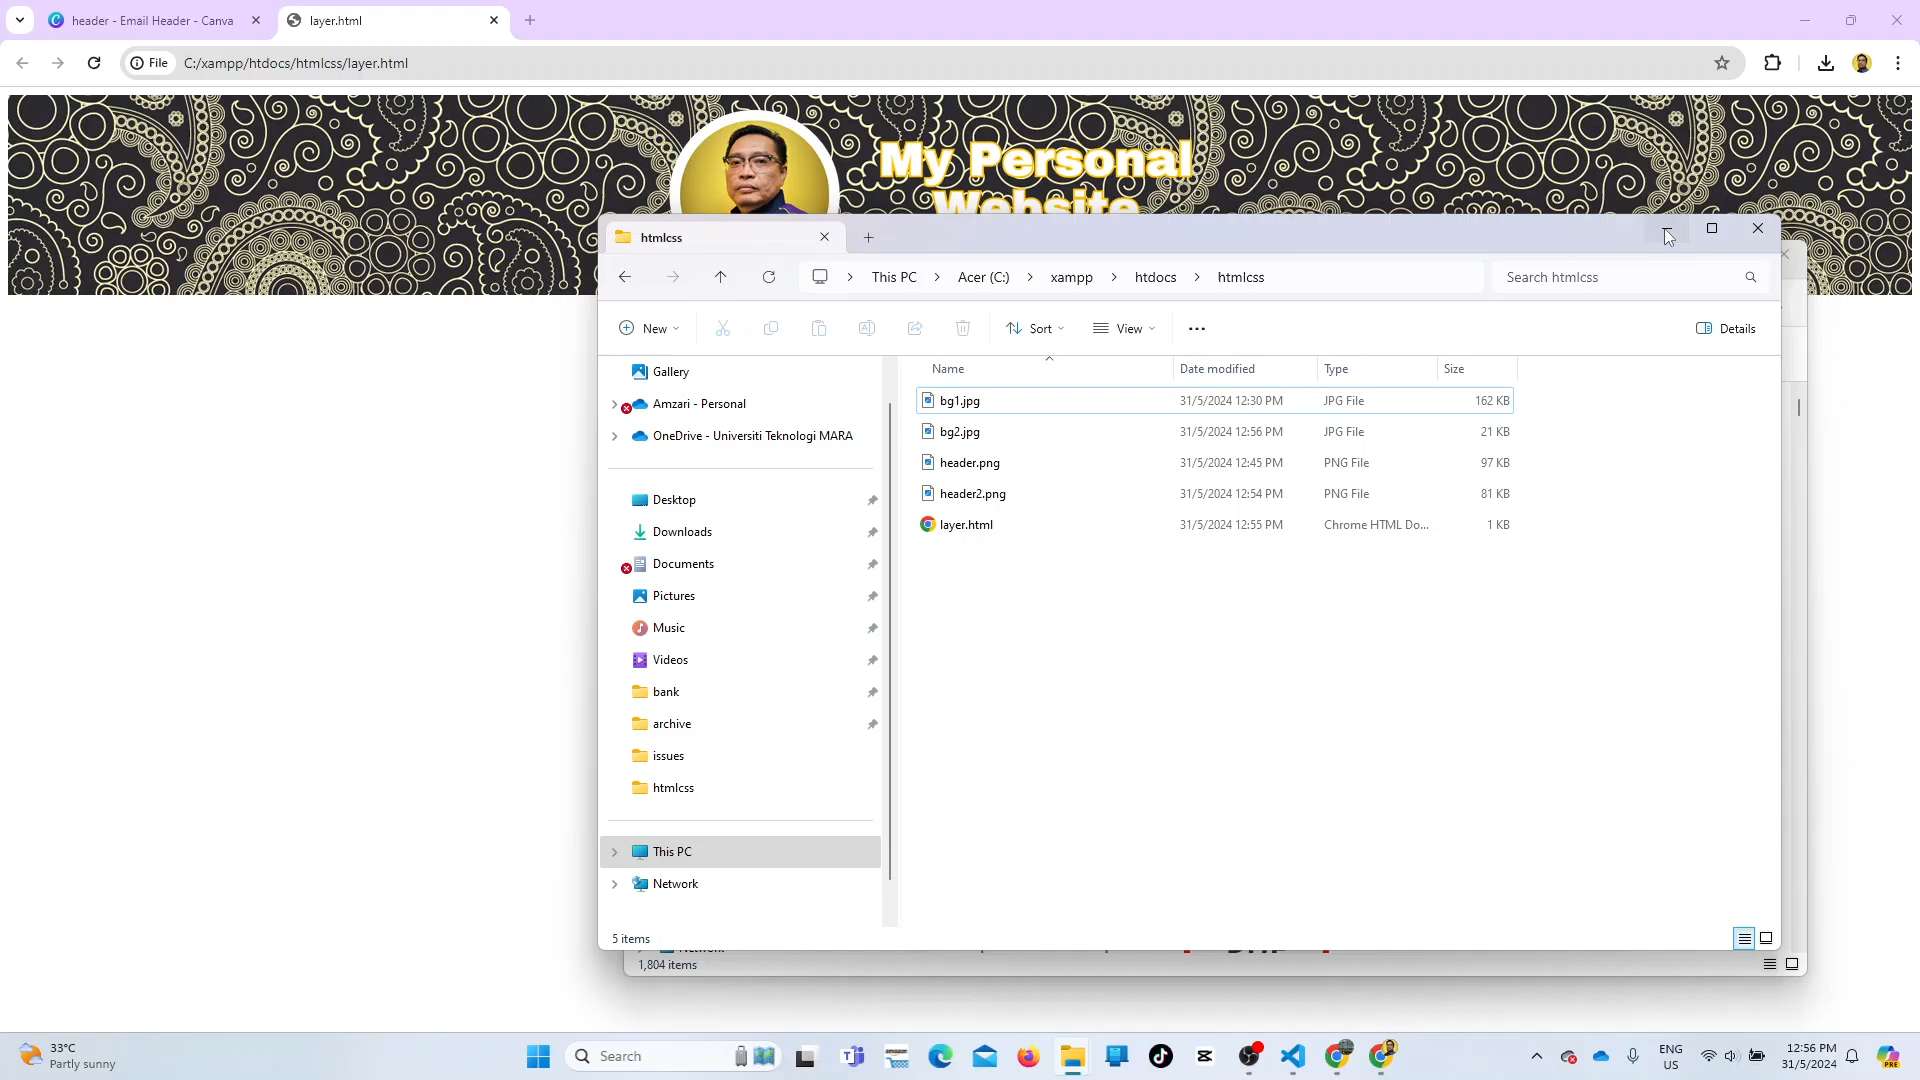 header - Email Header - Canva
layer.html
File
C:/xampp/htdocs/htmlcss/layer.html
My Personal
Website
htmlcss
This PC
Acer (C:)
xampp
htdocs
htmlcss
Search htmlcss
New
Sort
View
Details
Gallery
Amzari - Personal
OneDrive - Universiti Teknologi MARA
Desktop
Downloads
Documents
Pictures
Music
Videos
bank
archive
issues
htmlcss
This PC
Network
Name Date modified Type Size
bg1.jpg 31/5/2024 12:30 PM JPG File 162 KB
bg2.jpg 31/5/2024 12:56 PM JPG File 21 KB
header.png 31/5/2024 12:45 PM PNG File 97 KB
header2.png 31/5/2024 12:54 PM PNG File 81 KB
layer.html 31/5/2024 12:55 PM Chrome HTML Do... 1 KB
5 items
1,804 items
33°C
Partly sunny
Search
ENG
US
12:56 PM
31/5/2024